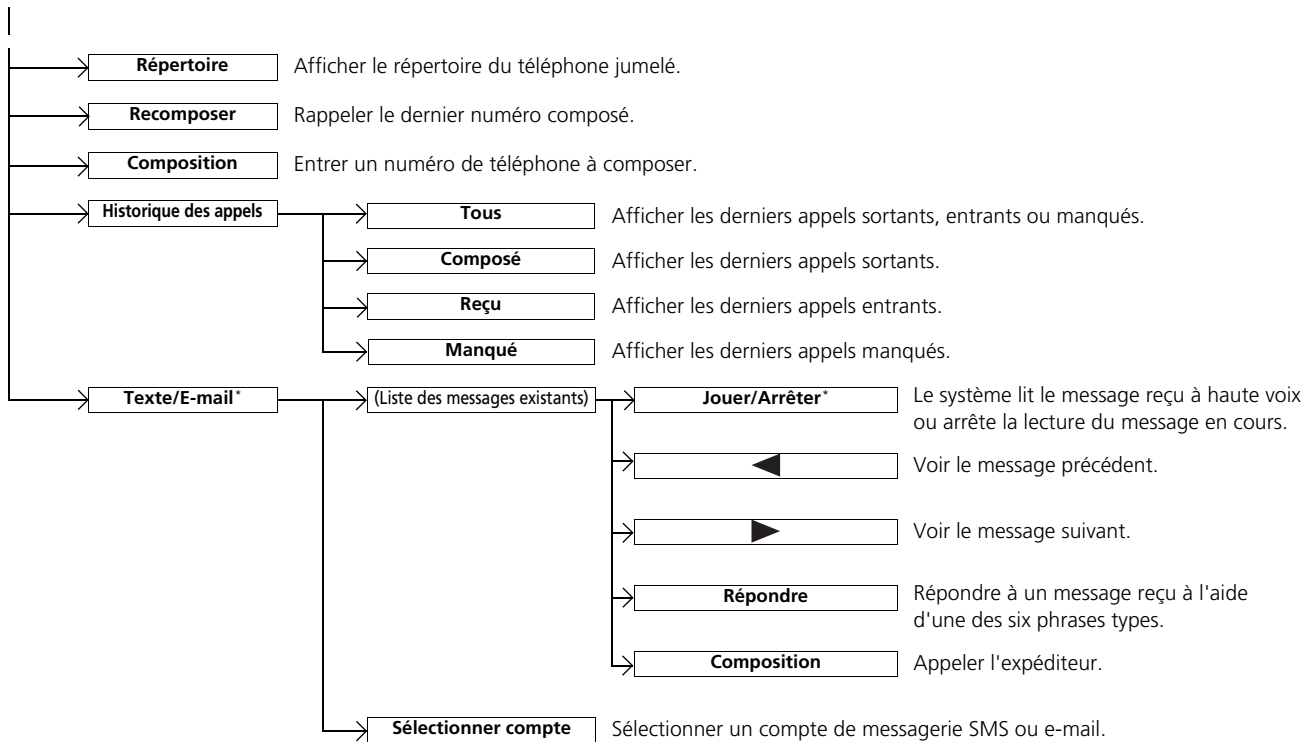 Répertoire Afficher le répertoire du téléphone jumelé.
Recomposer Rappeler le dernier numéro composé.
Composition Entrer un numéro de téléphone à composer.
Historique des appels Tous Afficher les derniers appels sortants, entrants ou manqués.
Composé Afficher les derniers appels sortants.
Reçu Afficher les derniers appels entrants.
Manqué Afficher les derniers appels manqués.
Texte/E-mail* (Liste des messages existants) Jouer/Arrêter* Le système lit le message reçu à haute voix
ou arrête la lecture du message en cours.
Voir le message précédent.
Voir le message suivant.
Répondre Répondre à un message reçu à l'aide
d'une des six phrases types.
Composition Appeler l'expéditeur.
Sélectionner compte Sélectionner un compte de messagerie SMS ou e-mail.